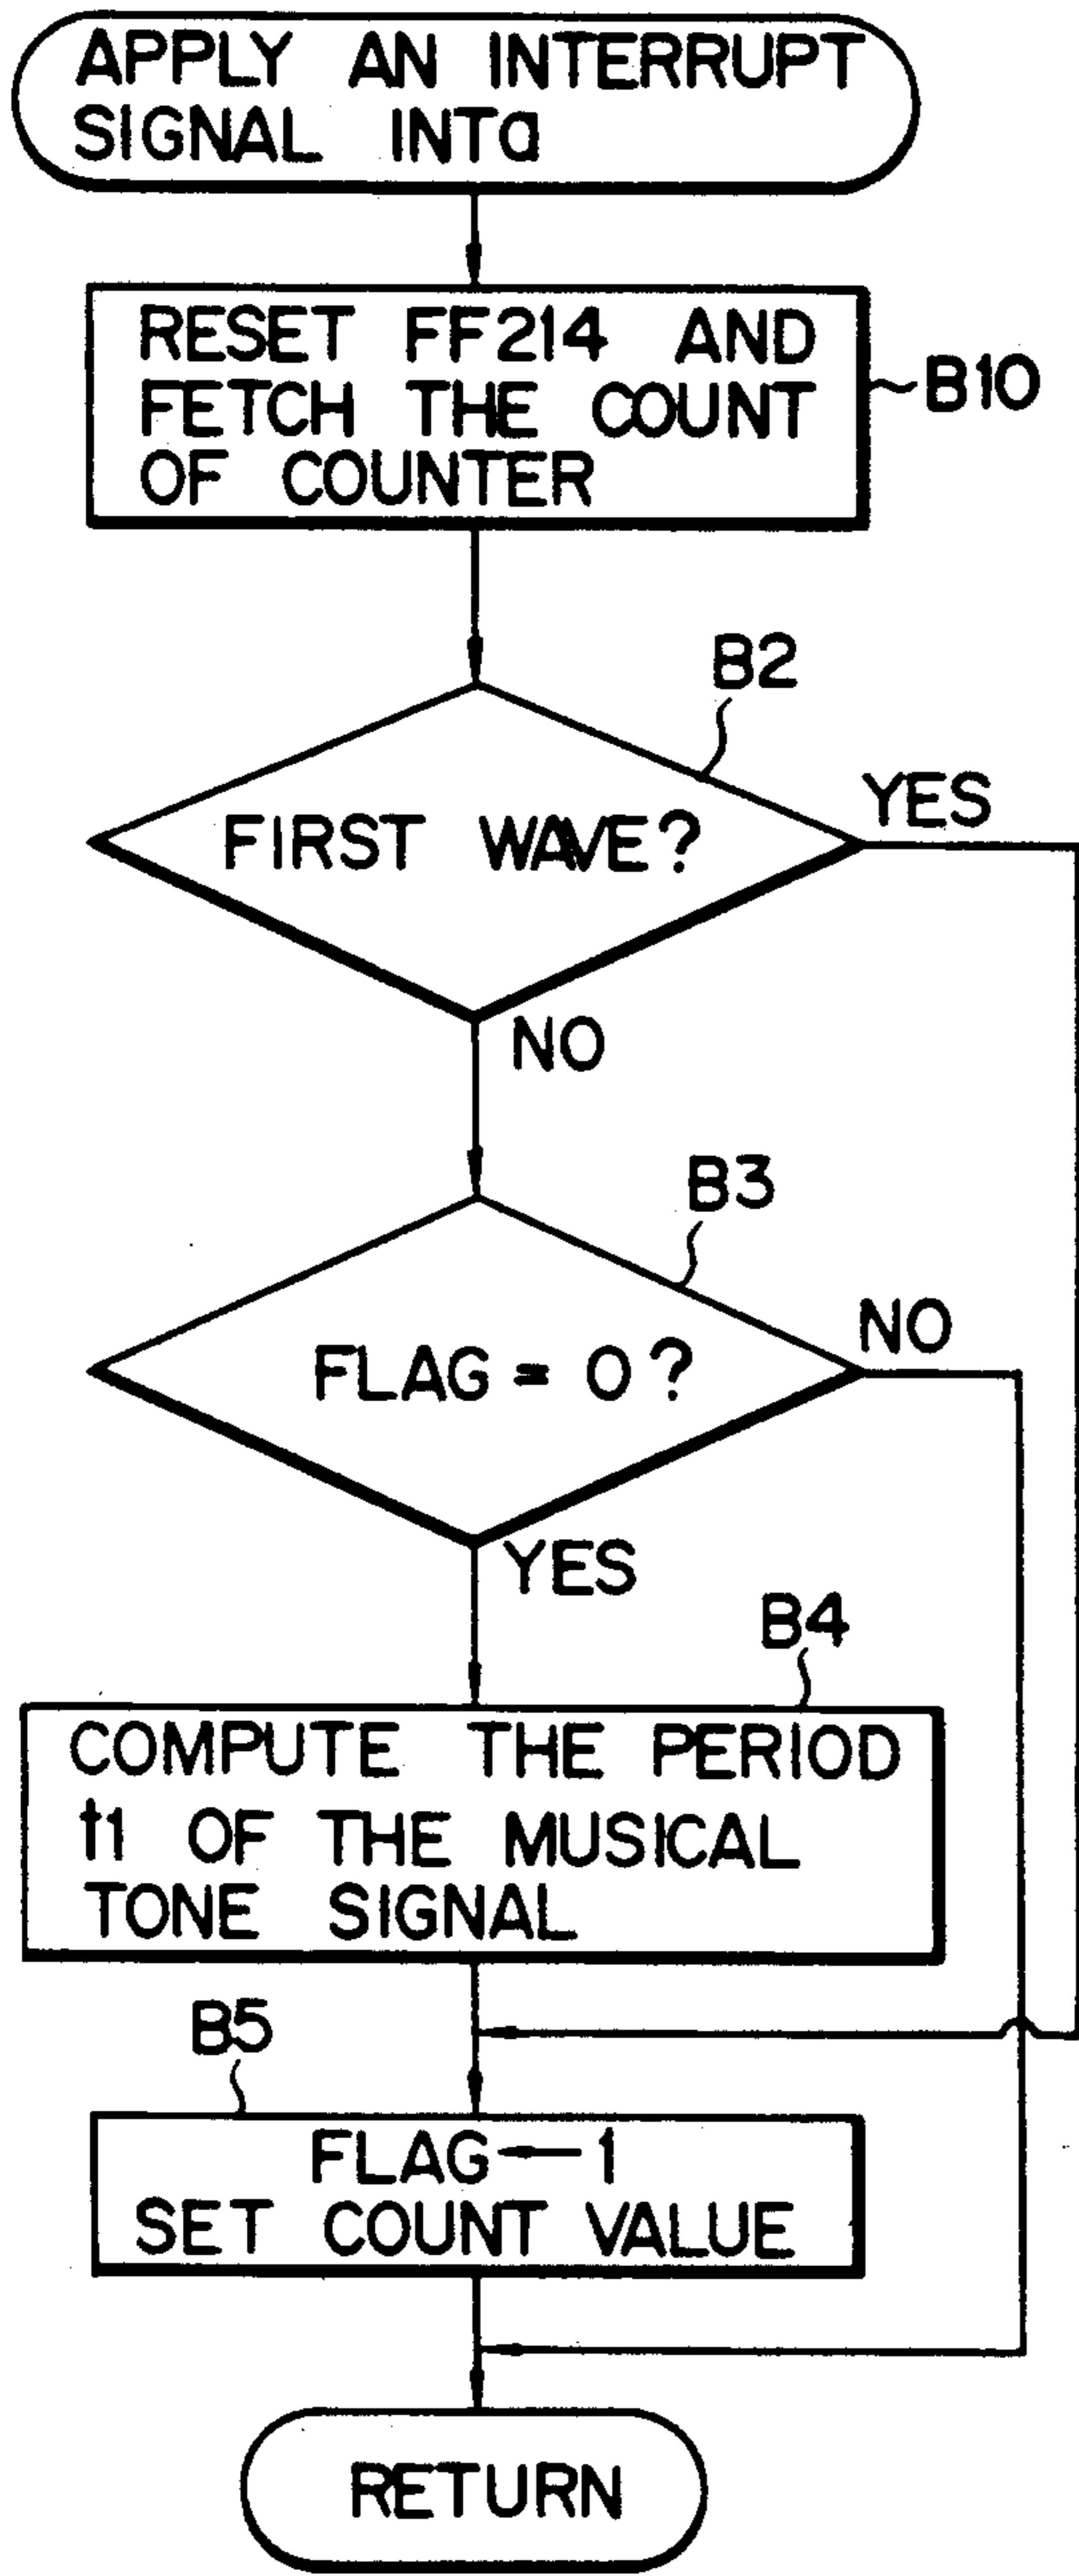 APPLY AN INTERRUPT
SIGNAL INTa
RESET FF214 AND
FETCH THE COUNT
OF COUNTER
B10
B2
FIRST WAVE?
YES
NO
B3
FLAG = 0?
NO
YES
B4
COMPUTE THE PERIOD
t1 OF THE MUSICAL
TONE SIGNAL
B5
FLAG ← 1
SET COUNT VALUE
RETURN